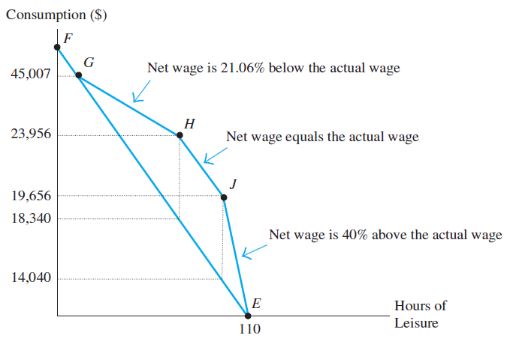 Consumption ($)
F
G
45,007
Net wage is 21.06% below the actual wage
H
23,956
Net wage equals the actual wage
J
19,656
18,340
Net wage is 40% above the actual wage
14,040
E
Hours of
Leisure
110